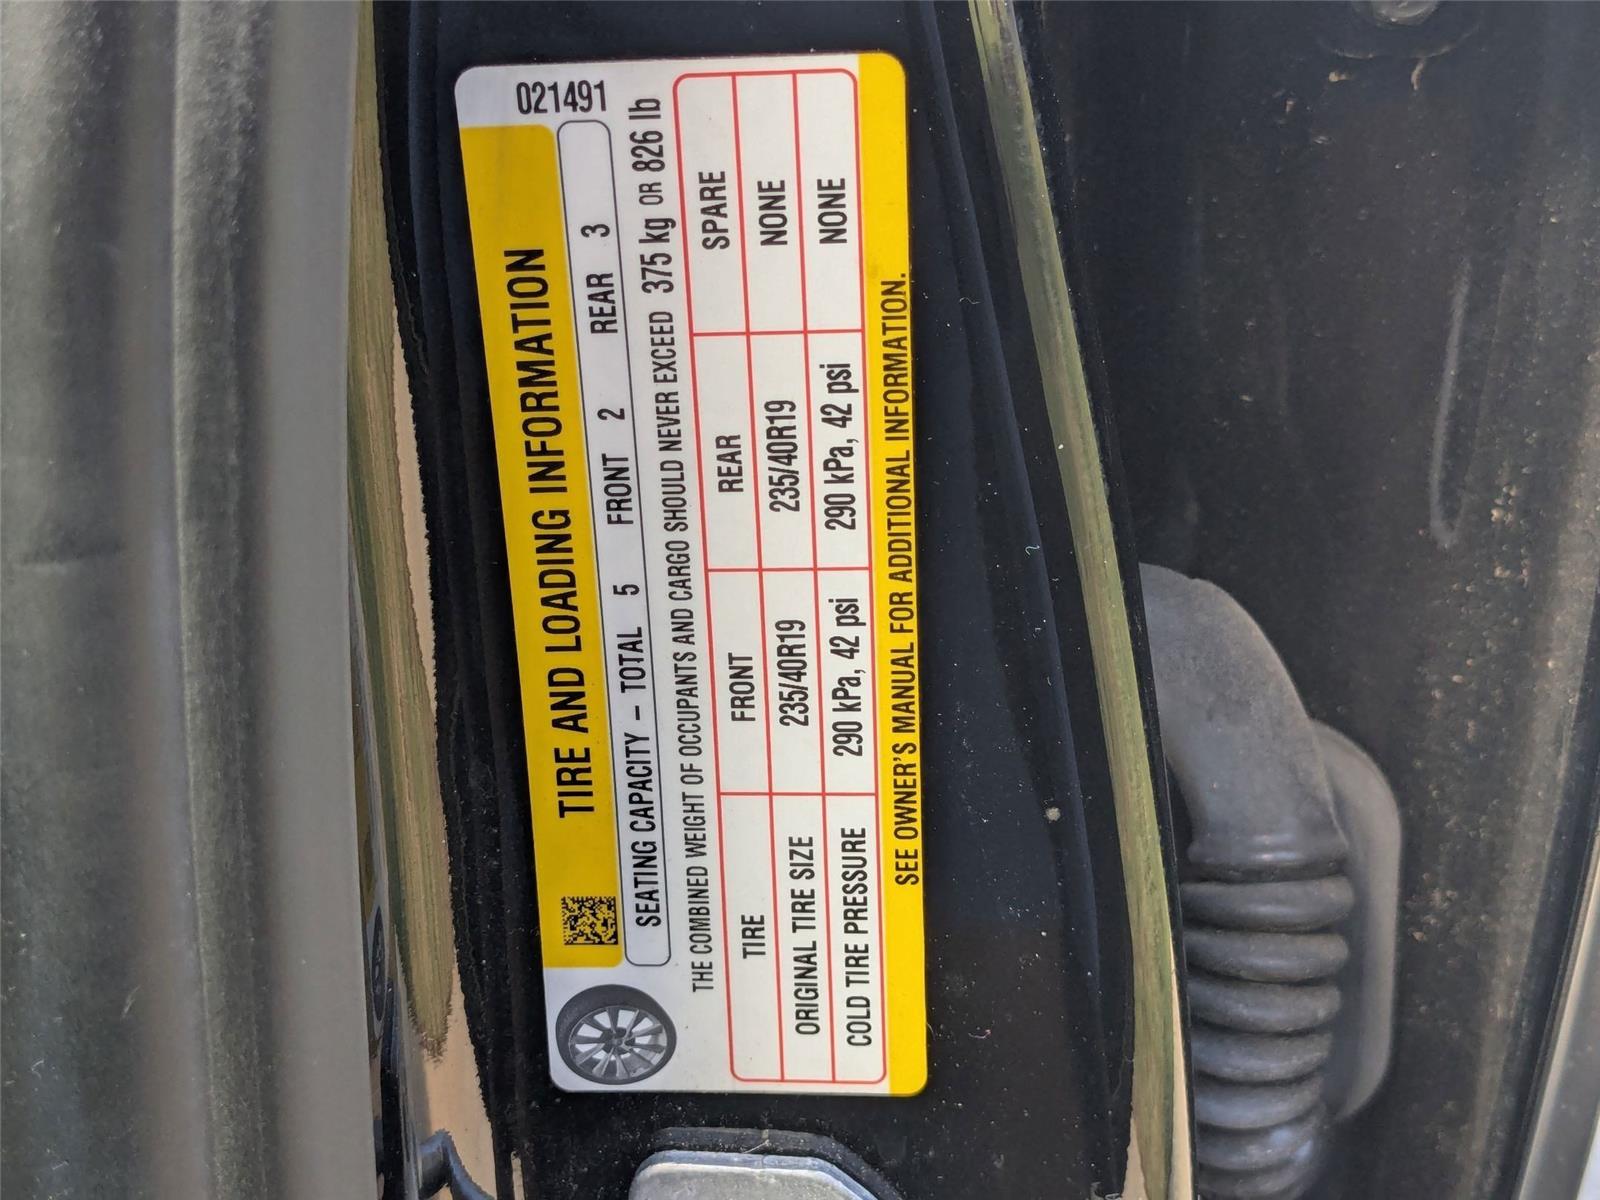 021491
TIRE AND LOADING INFORMATION
SEATING CAPACITY – TOTAL 5 FRONT 2 REAR 3
THE COMBINED WEIGHT OF OCCUPANTS AND CARGO SHOULD NEVER EXCEED 375 kg OR 826 lb
TIRE FRONT REAR SPARE
ORIGINAL TIRE SIZE 235/40R19 235/40R19 NONE
COLD TIRE PRESSURE 290 kPa, 42 psi 290 kPa, 42 psi NONE
SEE OWNER'S MANUAL FOR ADDITIONAL INFORMATION.